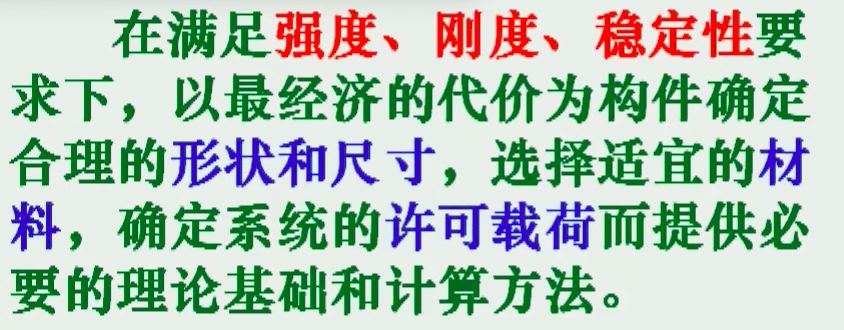 在满足强度、刚度、稳定性要
求下，以最经济的代价为构件确定
合理的形状和尺寸，选择适宜的材
料，确定系统的许可载荷而提供必
要的理论基础和计算方法。